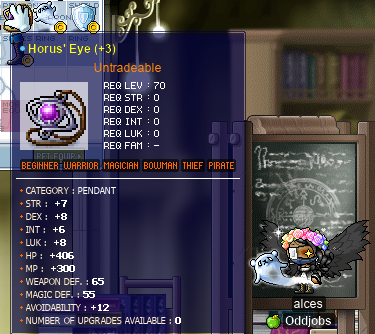 Horus' Eye (+3)
Untradeable
REQ LEV : 70
REQ STR : 0
REQ DEX : 0
REQ INT : 0
REQ LUK : 0
REQ FAM : -
BEGINNER WARRIOR MAGICIAN BOWMAN THIEF PIRATE
CATEGORY : PENDANT
STR : +7
DEX : +8
INT : +6
LUK : +8
HP : +406
MP : +300
WEAPON DEF. : 65
MAGIC DEF. : 55
AVOIDABILITY : +12
NUMBER OF UPGRADES AVAILABLE : 0
alces
Oddjobs